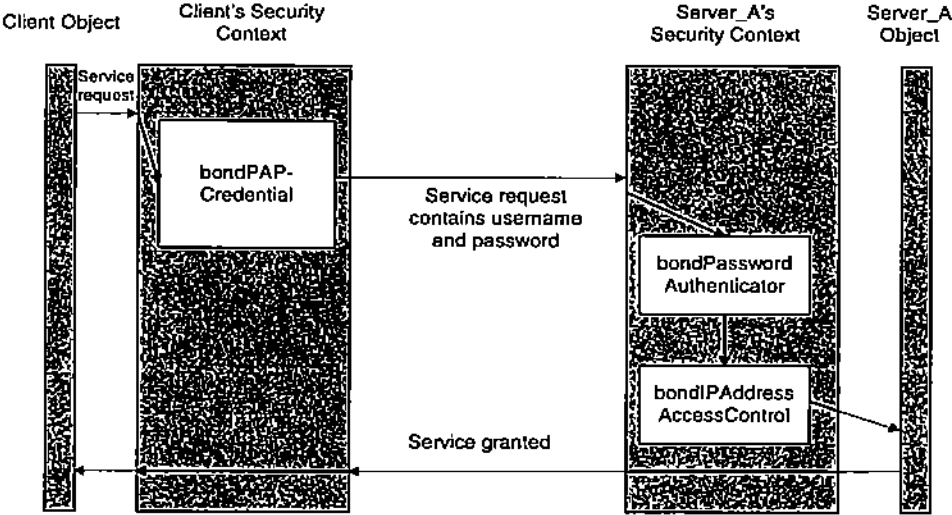 Client Object
Client's Security
Context
Server_A's
Security Context
Server_A
Object
Service
request
bondPAP-
Credential
Service request
contains username
and password
bondPassword
Authenticator
bondIPAddress
AccessControl
Service granted